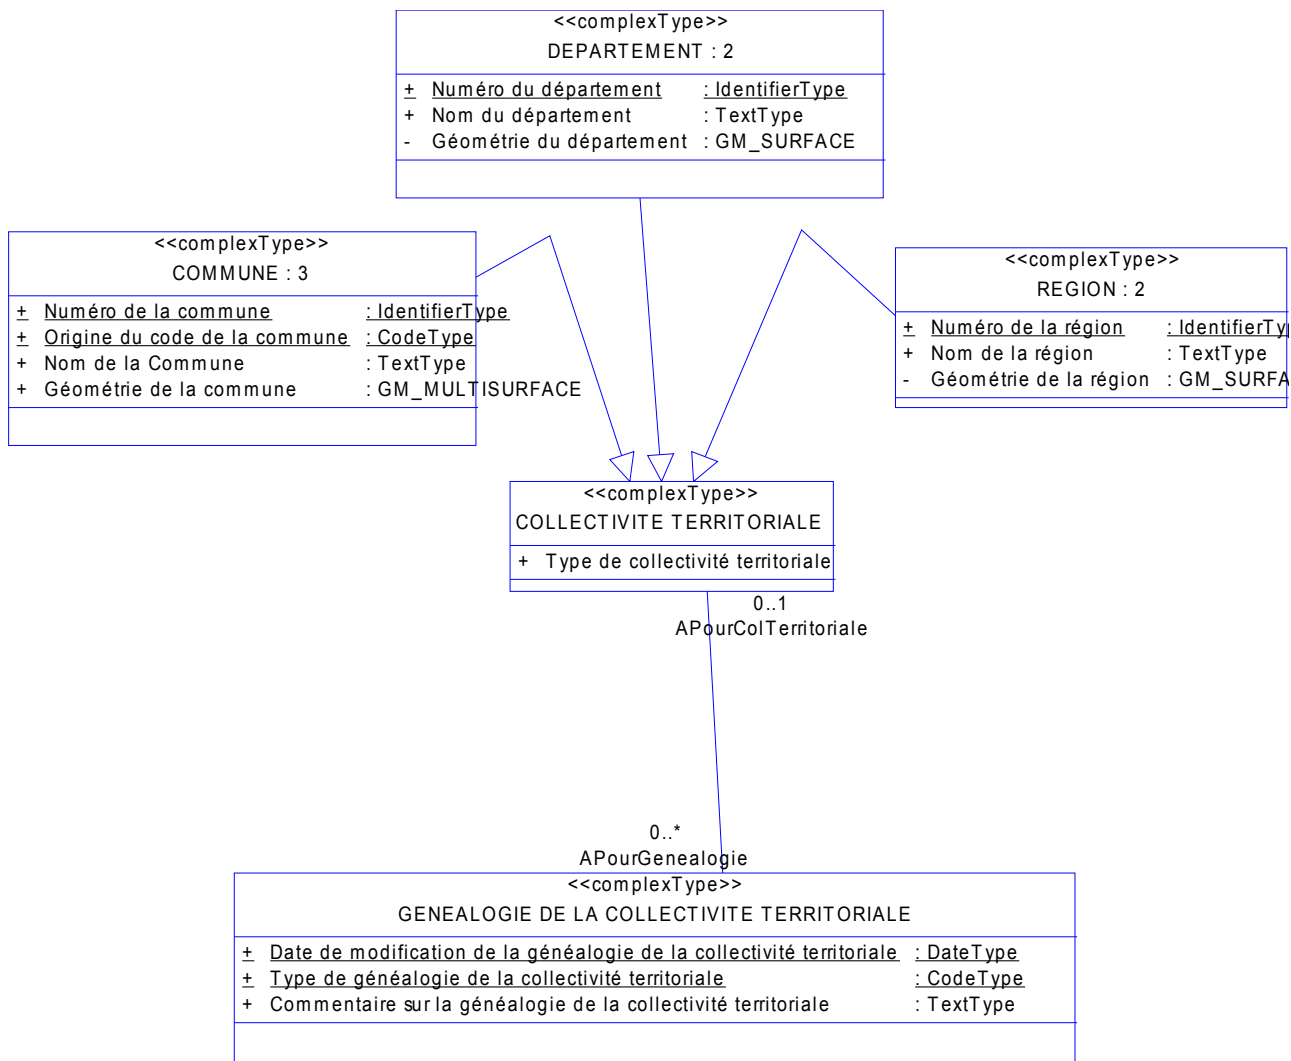 <<complexType>>
DEPARTEMENT : 2
+ Numéro du département : IdentifierType
+ Nom du département : TextType
- Géométrie du département : GM_SURFACE
<<complexType>>
COMMUNE : 3
+ Numéro de la commune : IdentifierType
+ Origine du code de la commune : CodeType
+ Nom de la Commune : TextType
+ Géométrie de la commune : GM_MULTISURFACE
<<complexType>>
REGION : 2
+ Numéro de la région : IdentifierTyp
+ Nom de la région : TextType
- Géométrie de la région : GM_SURFA
<<complexType>>
COLLECTIVITE TERRITORIALE
+ Type de collectivité territoriale
0..1
APourColTerritoriale
0..*
APourGenealogie
<<complexType>>
GENEALOGIE DE LA COLLECTIVITE TERRITORIALE
+ Date de modification de la généalogie de la collectivité territoriale : DateType
+ Type de généalogie de la collectivité territoriale : CodeType
+ Commentaire sur la généalogie de la collectivité territoriale : TextType